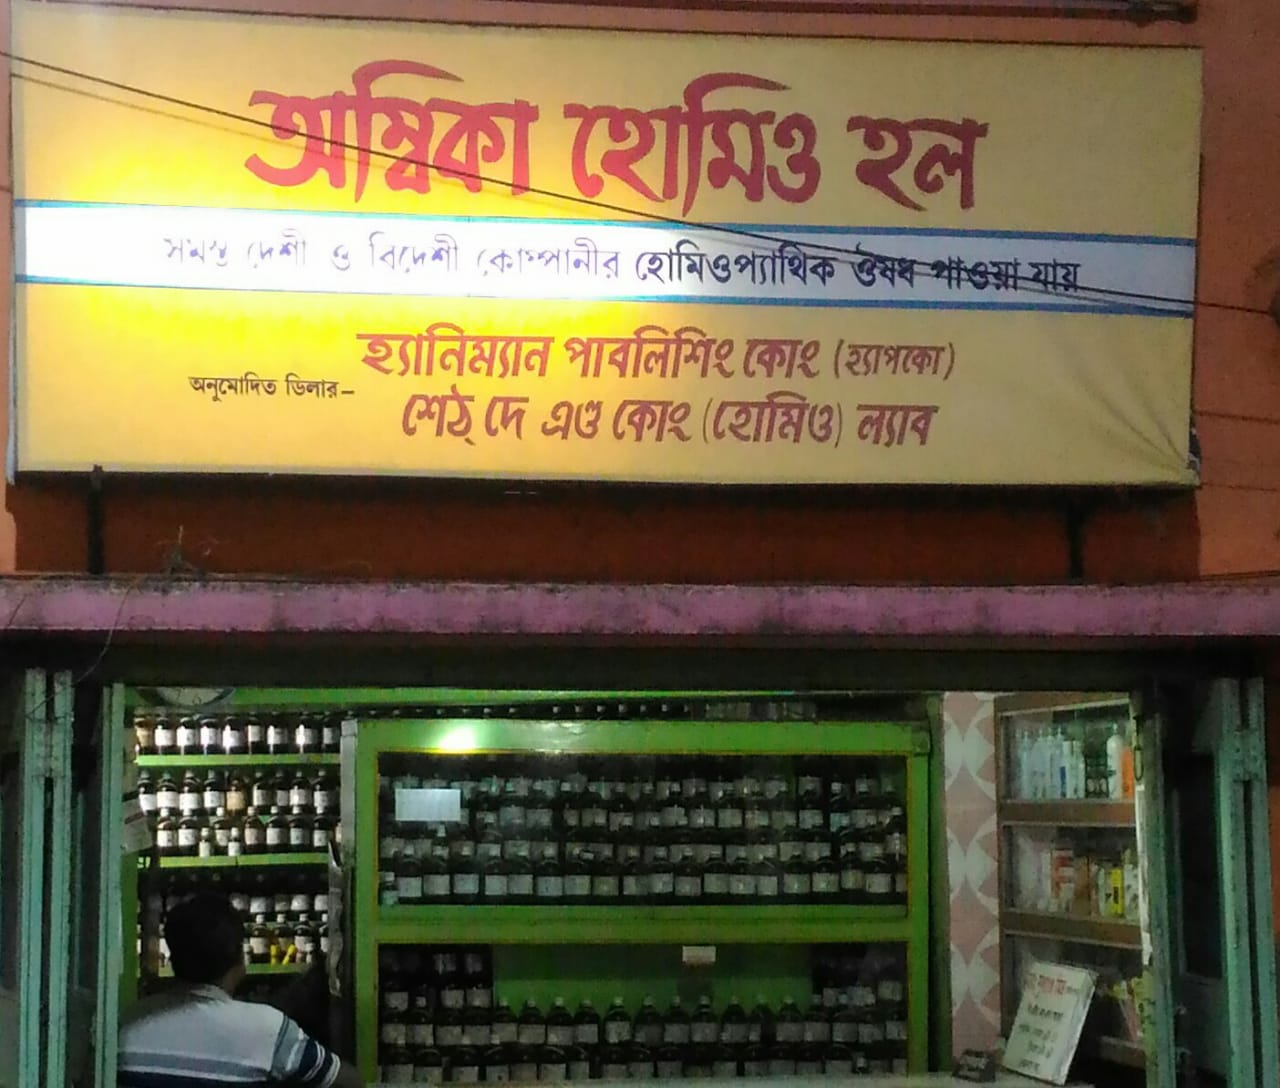 অম্বিকা হোমিও হল
সমস্ত দেশী ও বিদেশী কোম্পানীর হোমিওপ্যাথিক ঔষধ পাওয়া যায়
হ্যানিম্যান পাবলিশিং কোং (হ্যাপকো)
অনুমোদিত ডিলার–
শেঠ্ দে এণ্ড কোং (হোমিও) ল্যাব